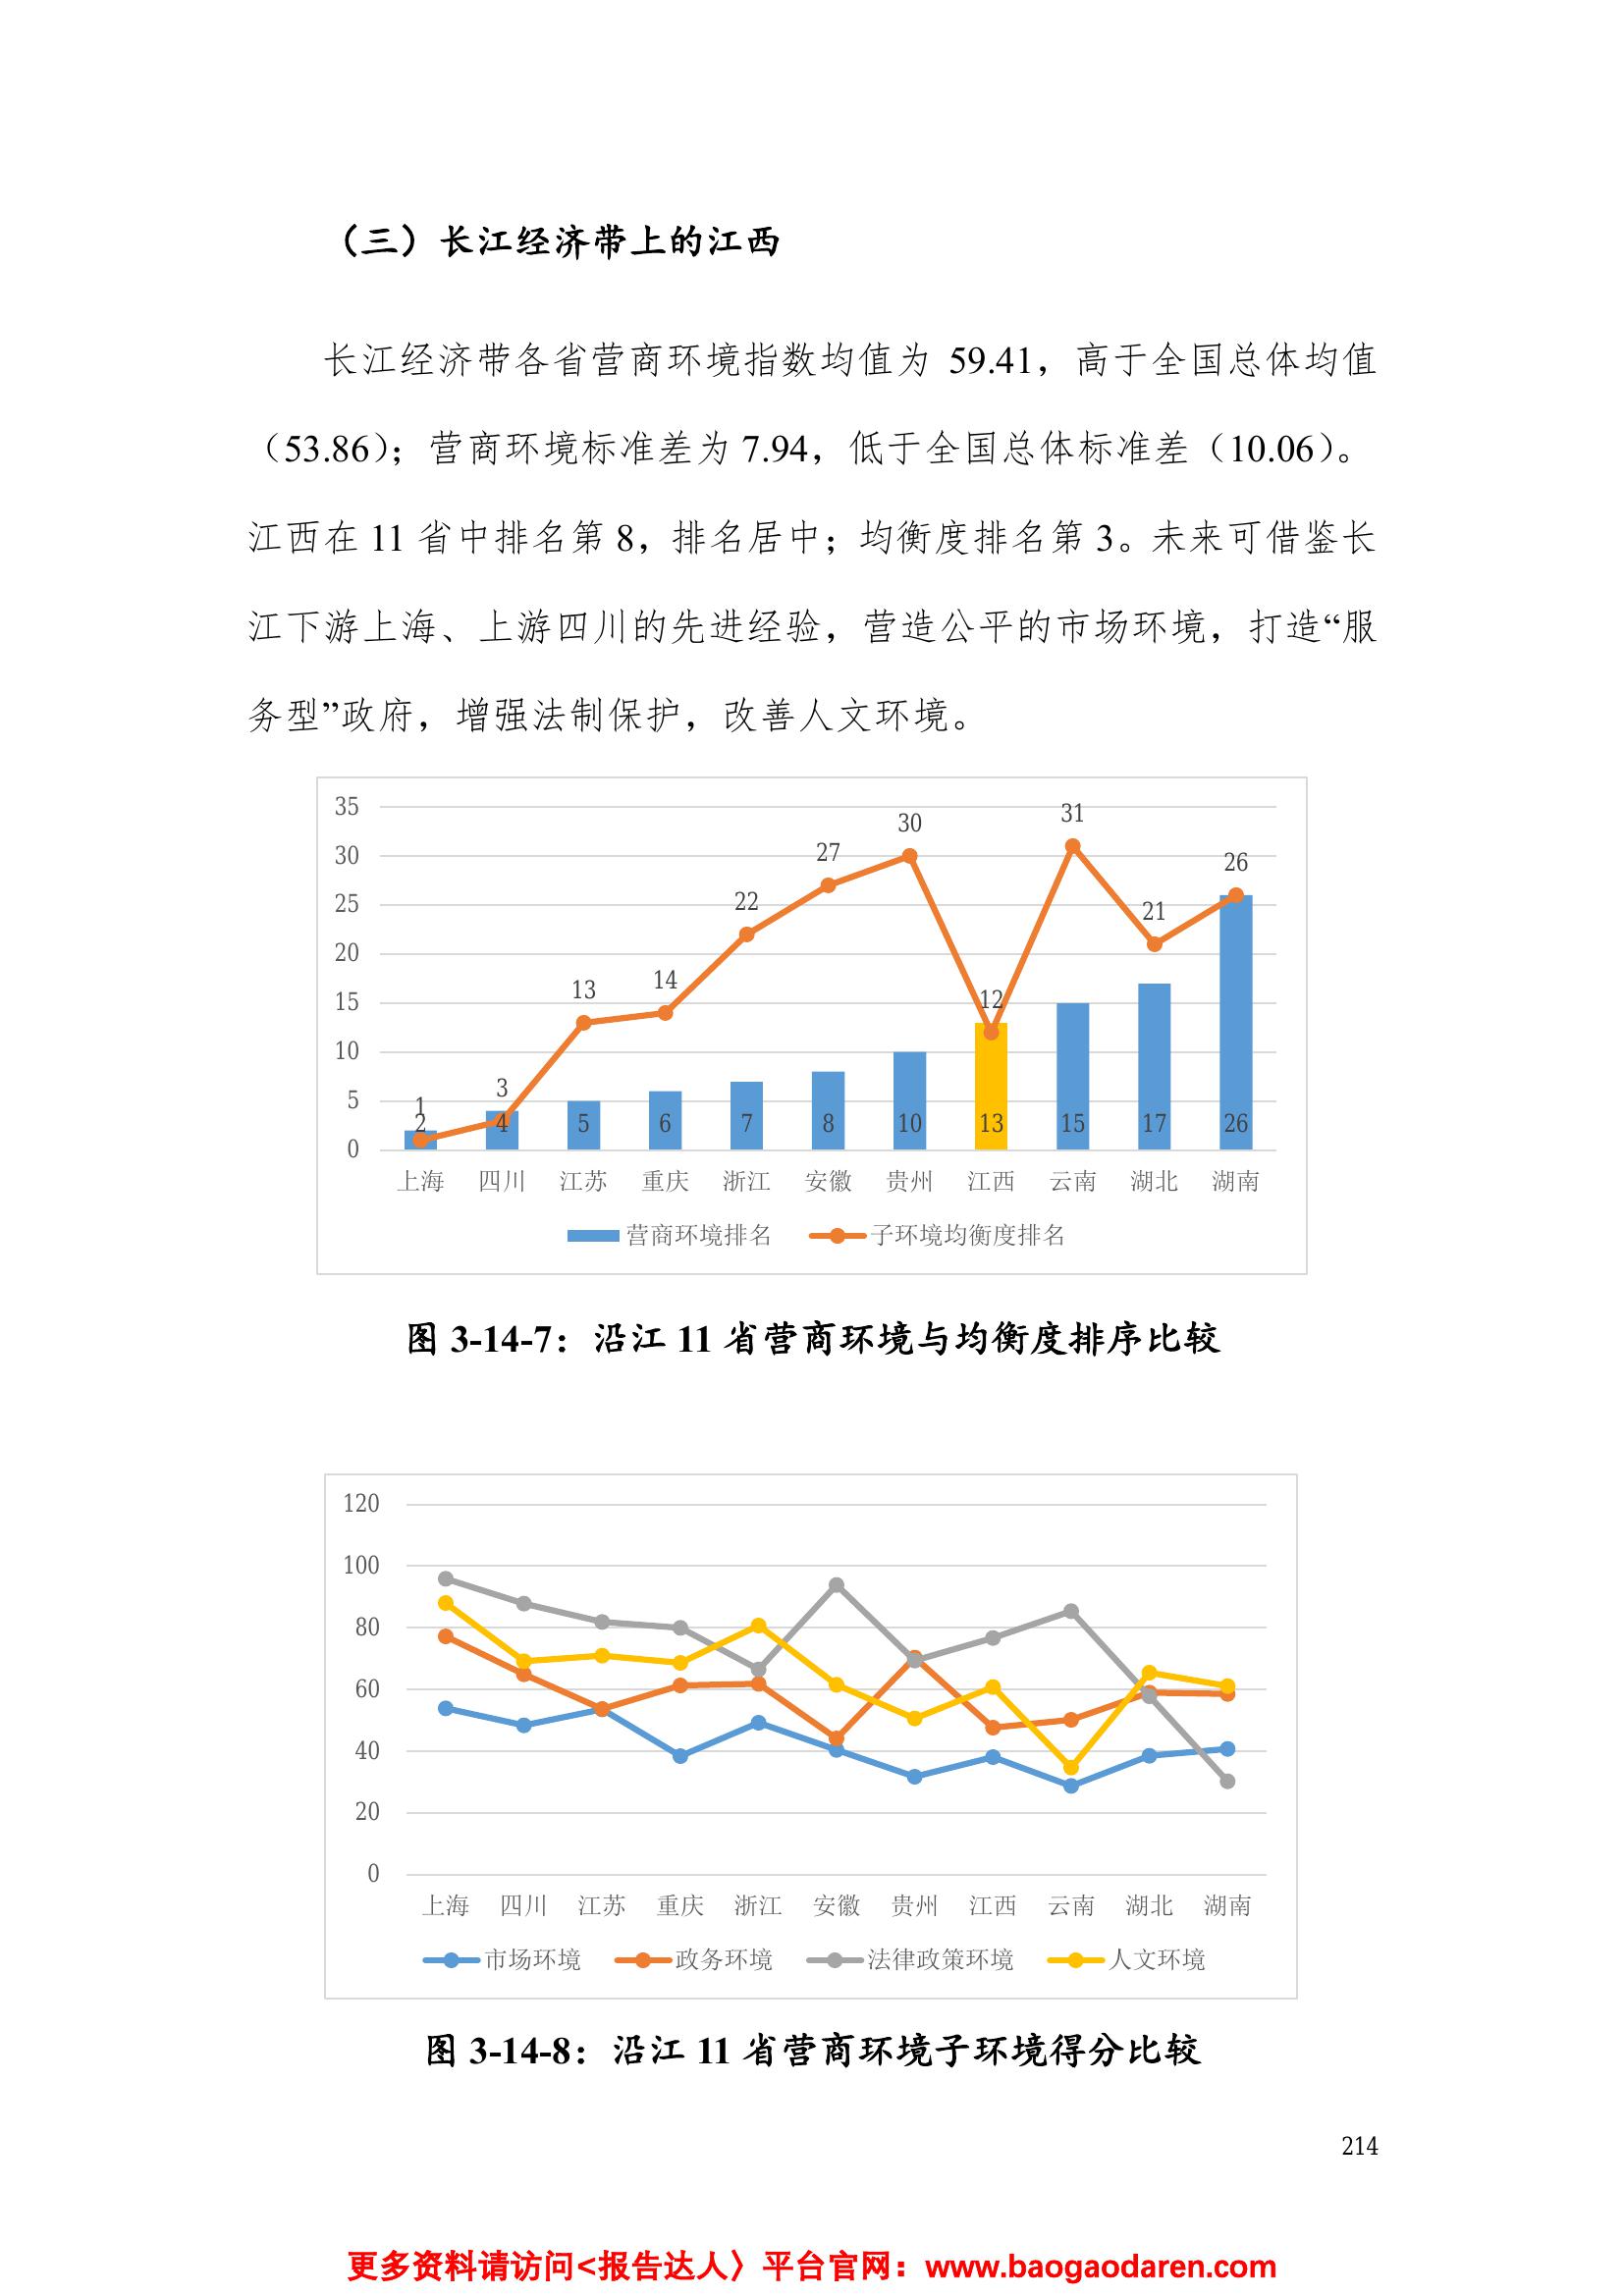 （三）长江经济带上的江西
长江经济带各省营商环境指数均值为 59.41，高于全国总体均值
（53.86）；营商环境标准差为 7.94，低于全国总体标准差（10.06）。
江西在 11 省中排名第 8，排名居中；均衡度排名第 3。未来可借鉴长
江下游上海、上游四川的先进经验，营造公平的市场环境，打造“服
务型”政府，增强法制保护，改善人文环境。
35
30
25
20
15
10
5
0
1 3 13 14 22 27 30 12 31 21 26
2 4 5 6 7 8 10 13 15 17 26
上海 四川 江苏 重庆 浙江 安徽 贵州 江西 云南 湖北 湖南
营商环境排名 子环境均衡度排名
图 3-14-7：沿江 11 省营商环境与均衡度排序比较
120
100
80
60
40
20
0
上海 四川 江苏 重庆 浙江 安徽 贵州 江西 云南 湖北 湖南
市场环境 政务环境 法律政策环境 人文环境
图 3-14-8：沿江 11 省营商环境子环境得分比较
214
更多资料请访问<报告达人〉平台官网：www.baogaodaren.com